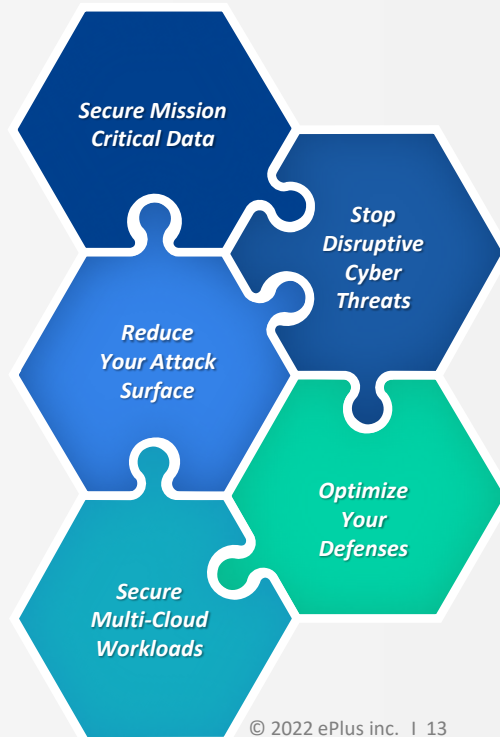 Secure Mission
Critical Data
Stop
Disruptive
Cyber
Threats
Reduce
Your Attack
Surface
Optimize
Your
Defenses
Secure
Multi-Cloud
Workloads
© 2022 ePlus inc. I 13